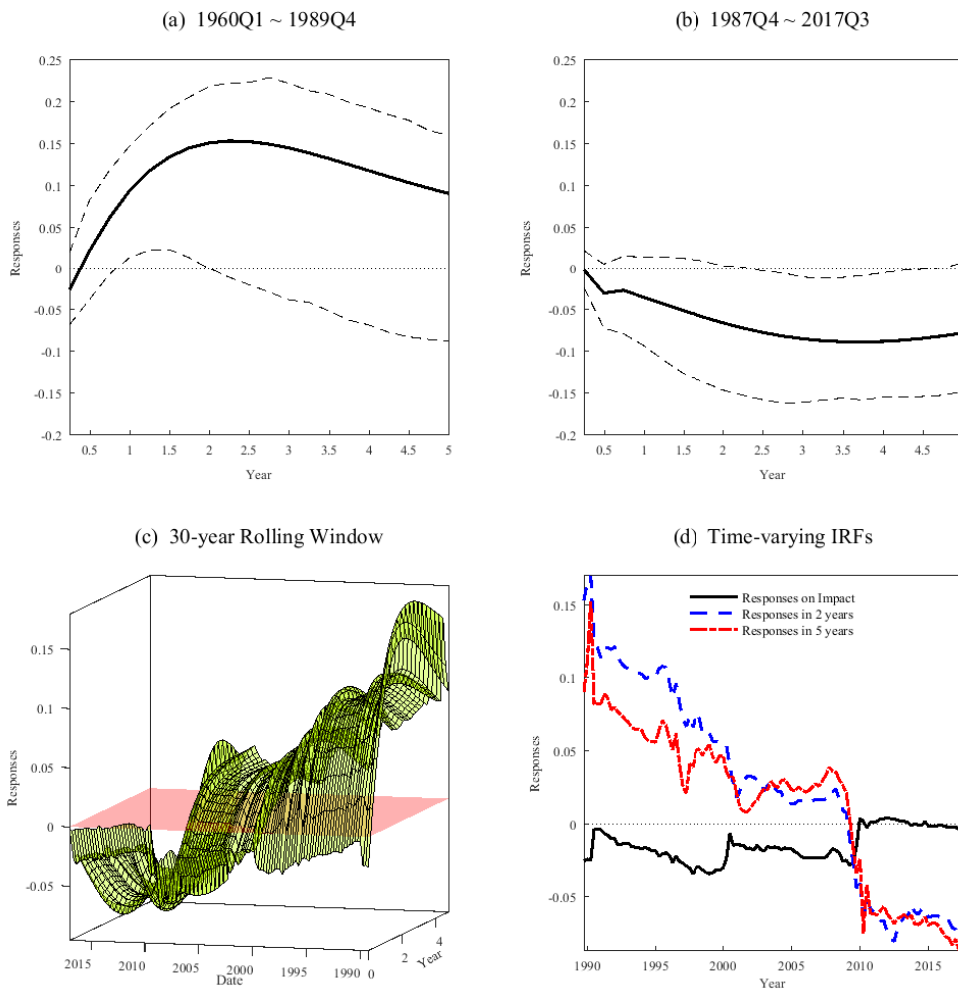 (a) 1960Q1 ~ 1989Q4
0.25
0.2
0.15
0.1
0.05
0
-0.05
-0.1
-0.15
-0.2
Responses
0.5 1 1.5 2 2.5 3 3.5 4 4.5 5
Year
(b) 1987Q4 ~ 2017Q3
0.25
0.2
0.15
0.1
0.05
0
-0.05
-0.1
-0.15
-0.2
Responses
0.5 1 1.5 2 2.5 3 3.5 4 4.5
Year
(c) 30-year Rolling Window
0.15
0.1
0.05
0
-0.05
Responses
2015 2010 2005 2000 1995 1990
Date
0 2 4
Year
(d) Time-varying IRFs
Responses on Impact
Responses in 2 years
Responses in 5 years
0.15
0.1
0.05
0
-0.05
Responses
1990 1995 2000 2005 2010 2015
Year